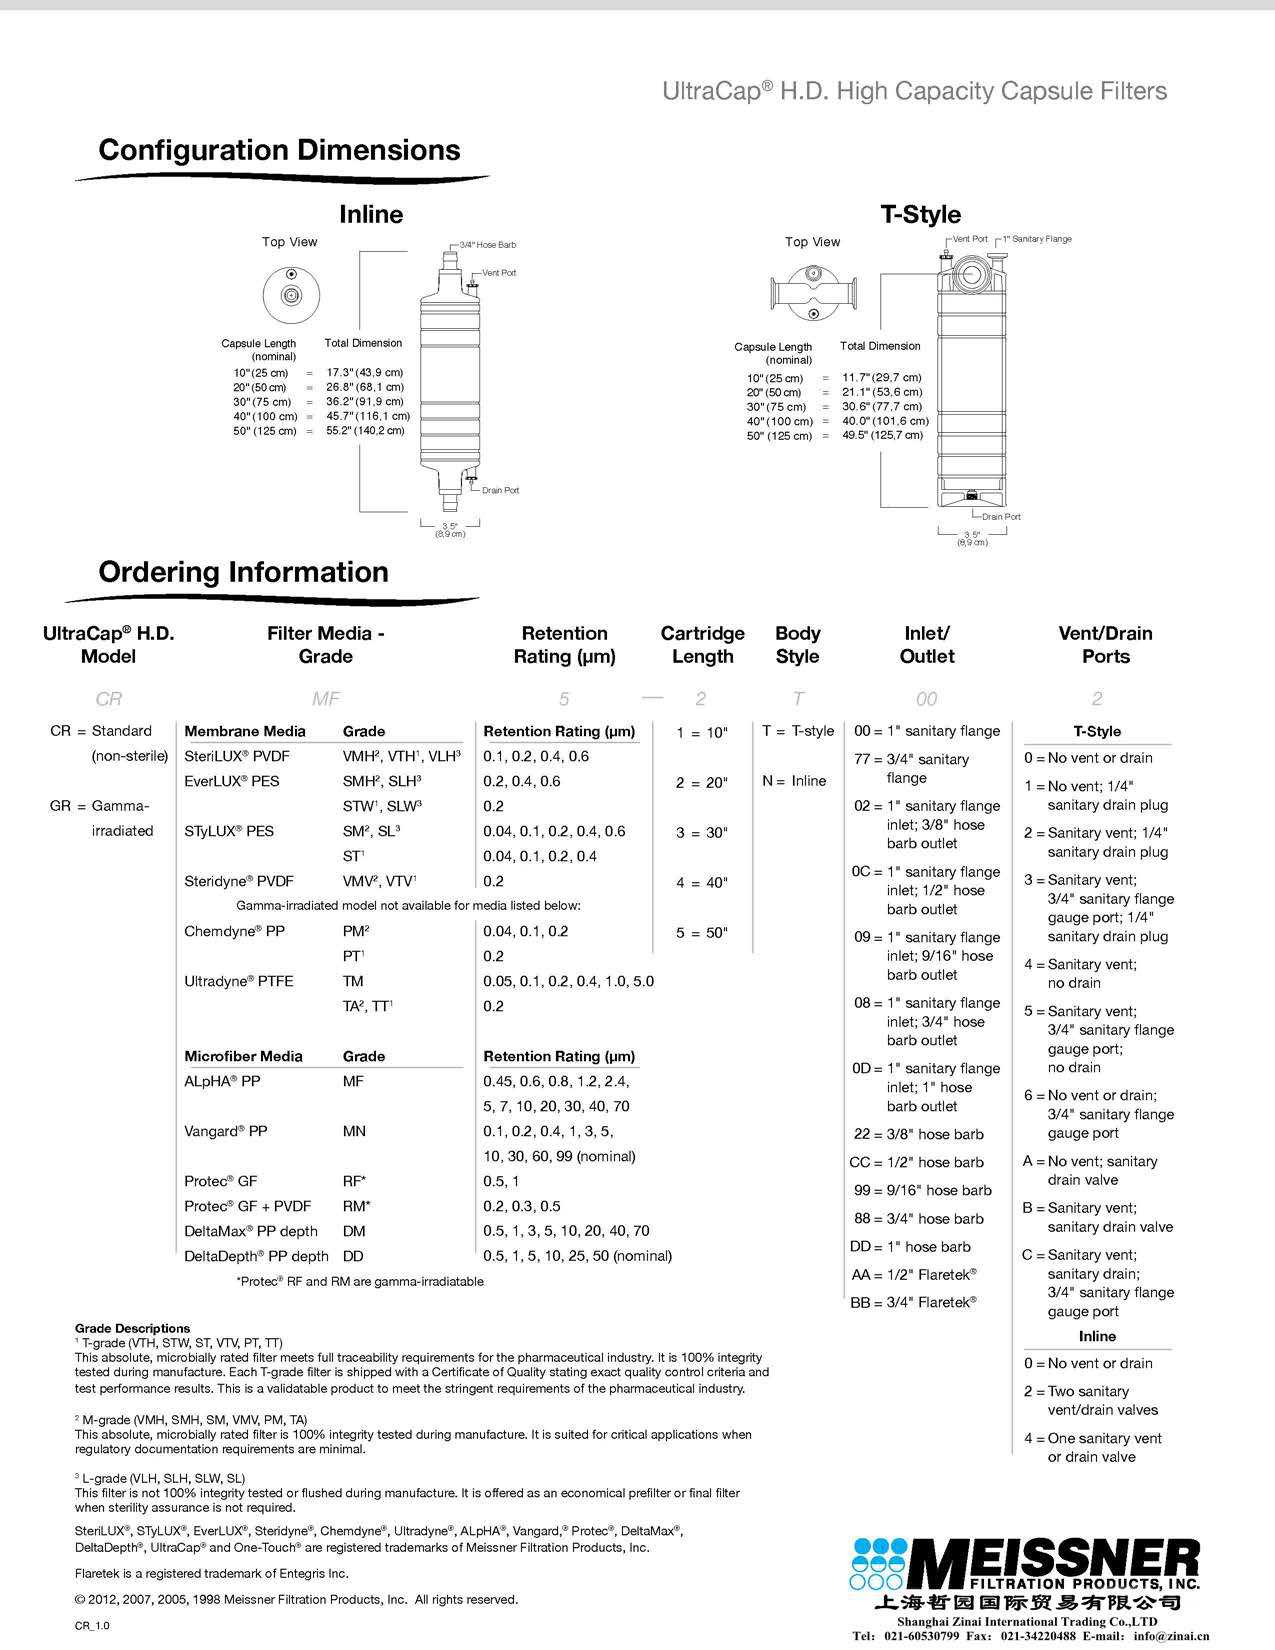 UltraCap® H.D. High Capacity Capsule Filters
Configuration Dimensions
Inline
Top View
3/4" Hose Barb
Vent Port
Capsule Length (nominal) Total Dimension
10" (25 cm) = 17.3" (43,9 cm)
20" (50 cm) = 26.8" (68,1 cm)
30" (75 cm) = 36.2" (91,9 cm)
40" (100 cm) = 45.7" (116,1 cm)
50" (125 cm) = 55.2" (140,2 cm)
Drain Port
3.5"
(8,9 cm)
T-Style
Top View
Vent Port
1" Sanitary Flange
Capsule Length (nominal) Total Dimension
10" (25 cm) = 11.7" (29,7 cm)
20" (50 cm) = 21.1" (53,6 cm)
30" (75 cm) = 30.6" (77,7 cm)
40" (100 cm) = 40.0" (101,6 cm)
50" (125 cm) = 49.5" (125,7 cm)
Drain Port
3.5"
(8,9 cm)
Ordering Information
UltraCap® H.D.
Model
CR
CR = Standard
(non-sterile)
GR = Gamma-
irradiated
Filter Media -
Grade
MF
Retention
Rating (µm)
5 —
Membrane Media Grade Retention Rating (µm)
SteriLUX® PVDF VMH², VTH¹, VLH³ 0.1, 0.2, 0.4, 0.6
EverLUX® PES SMH², SLH³ 0.2, 0.4, 0.6
STW¹, SLW³ 0.2
STyLUX® PES SM², SL³ 0.04, 0.1, 0.2, 0.4, 0.6
ST¹ 0.04, 0.1, 0.2, 0.4
Steridyne® PVDF VMV², VTV¹ 0.2
Gamma-irradiated model not available for media listed below:
Chemdyne® PP PM² 0.04, 0.1, 0.2
PT¹ 0.2
Ultradyne® PTFE TM 0.05, 0.1, 0.2, 0.4, 1.0, 5.0
TA², TT¹ 0.2
Microfiber Media Grade Retention Rating (µm)
ALpHA® PP MF 0.45, 0.6, 0.8, 1.2, 2.4,
5, 7, 10, 20, 30, 40, 70
Vangard® PP MN 0.1, 0.2, 0.4, 1, 3, 5,
10, 30, 60, 99 (nominal)
Protec® GF RF* 0.5, 1
Protec® GF + PVDF RM* 0.2, 0.3, 0.5
DeltaMax® PP depth DM 0.5, 1, 3, 5, 10, 20, 40, 70
DeltaDepth® PP depth DD 0.5, 1, 5, 10, 25, 50 (nominal)
*Protec® RF and RM are gamma-irradiatable
Cartridge
Length
2
1 = 10"
2 = 20"
3 = 30"
4 = 40"
5 = 50"
Body
Style
T
T = T-style
N = Inline
Inlet/
Outlet
00
00 = 1" sanitary flange
77 = 3/4" sanitary
flange
02 = 1" sanitary flange
inlet; 3/8" hose
barb outlet
0C = 1" sanitary flange
inlet; 1/2" hose
barb outlet
09 = 1" sanitary flange
inlet; 9/16" hose
barb outlet
08 = 1" sanitary flange
inlet; 3/4" hose
barb outlet
0D = 1" sanitary flange
inlet; 1" hose
barb outlet
22 = 3/8" hose barb
CC = 1/2" hose barb
99 = 9/16" hose barb
88 = 3/4" hose barb
DD = 1" hose barb
AA = 1/2" Flaretek®
BB = 3/4" Flaretek®
Vent/Drain
Ports
2
T-Style
0 = No vent or drain
1 = No vent; 1/4"
sanitary drain plug
2 = Sanitary vent; 1/4"
sanitary drain plug
3 = Sanitary vent;
3/4" sanitary flange
gauge port; 1/4"
sanitary drain plug
4 = Sanitary vent;
no drain
5 = Sanitary vent;
3/4" sanitary flange
gauge port;
no drain
6 = No vent or drain;
3/4" sanitary flange
gauge port
A = No vent; sanitary
drain valve
B = Sanitary vent;
sanitary drain valve
C = Sanitary vent;
sanitary drain;
3/4" sanitary flange
gauge port
Inline
0 = No vent or drain
2 = Two sanitary
vent/drain valves
4 = One sanitary vent
or drain valve
Grade Descriptions
¹ T-grade (VTH, STW, ST, VTV, PT, TT)
This absolute, microbially rated filter meets full traceability requirements for the pharmaceutical industry. It is 100% integrity
tested during manufacture. Each T-grade filter is shipped with a Certificate of Quality stating exact quality control criteria and
test performance results. This is a validatable product to meet the stringent requirements of the pharmaceutical industry.
² M-grade (VMH, SMH, SM, VMV, PM, TA)
This absolute, microbially rated filter is 100% integrity tested during manufacture. It is suited for critical applications when
regulatory documentation requirements are minimal.
³ L-grade (VLH, SLH, SLW, SL)
This filter is not 100% integrity tested or flushed during manufacture. It is offered as an economical prefilter or final filter
when sterility assurance is not required.
SteriLUX®, STyLUX®, EverLUX®, Steridyne®, Chemdyne®, Ultradyne®, ALpHA®, Vangard,® Protec®, DeltaMax®,
DeltaDepth®, UltraCap® and One-Touch® are registered trademarks of Meissner Filtration Products, Inc.
Flaretek is a registered trademark of Entegris Inc.
© 2012, 2007, 2005, 1998 Meissner Filtration Products, Inc. All rights reserved.
CR_1.0
MEISSNER
FILTRATION PRODUCTS, INC.
上海哲园国际贸易有限公司
Shanghai Zinai International Trading Co.,LTD
Tel：021-60530799 Fax：021-34220488 E-mail：info@zinai.cn